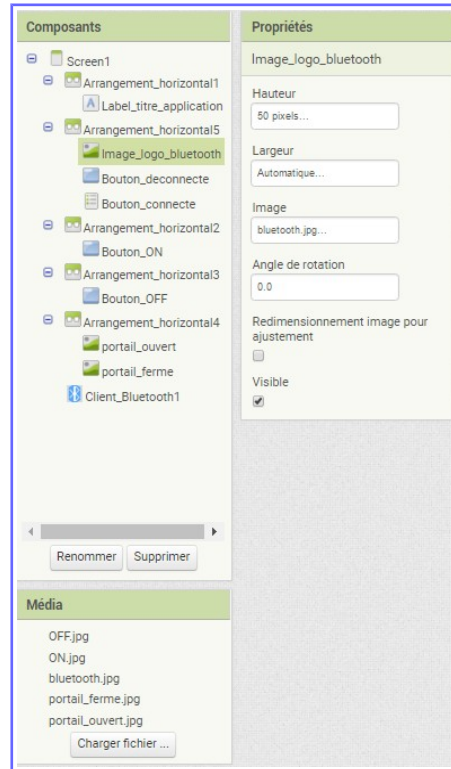 Composants
Screen1
Arrangement_horizontal1
Label_titre_application
Arrangement_horizontal5
Image_logo_bluetooth
Bouton_deconnecte
Bouton_connecte
Arrangement_horizontal2
Bouton_ON
Arrangement_horizontal3
Bouton_OFF
Arrangement_horizontal4
portail_ouvert
portail_ferme
Client_Bluetooth1
Renommer Supprimer
Média
OFF.jpg
ON.jpg
bluetooth.jpg
portail_ferme.jpg
portail_ouvert.jpg
Charger fichier ...
Propriétés
Image_logo_bluetooth
Hauteur
50 pixels...
Largeur
Automatique...
Image
bluetooth.jpg...
Angle de rotation
0.0
Redimensionnement image pour
ajustement
Visible